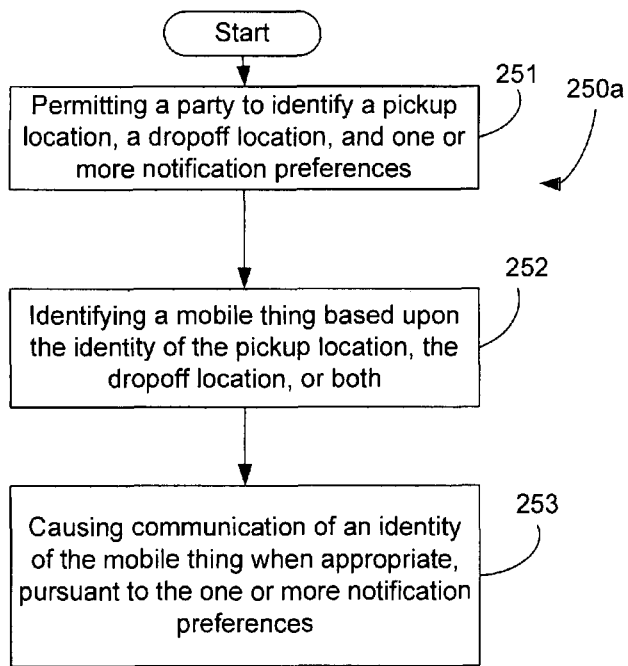 Start
251
250a
Permitting a party to identify a pickup
location, a dropoff location, and one or
more notification preferences
252
Identifying a mobile thing based upon
the identity of the pickup location, the
dropoff location, or both
253
Causing communication of an identity
of the mobile thing when appropriate,
pursuant to the one or more notification
preferences